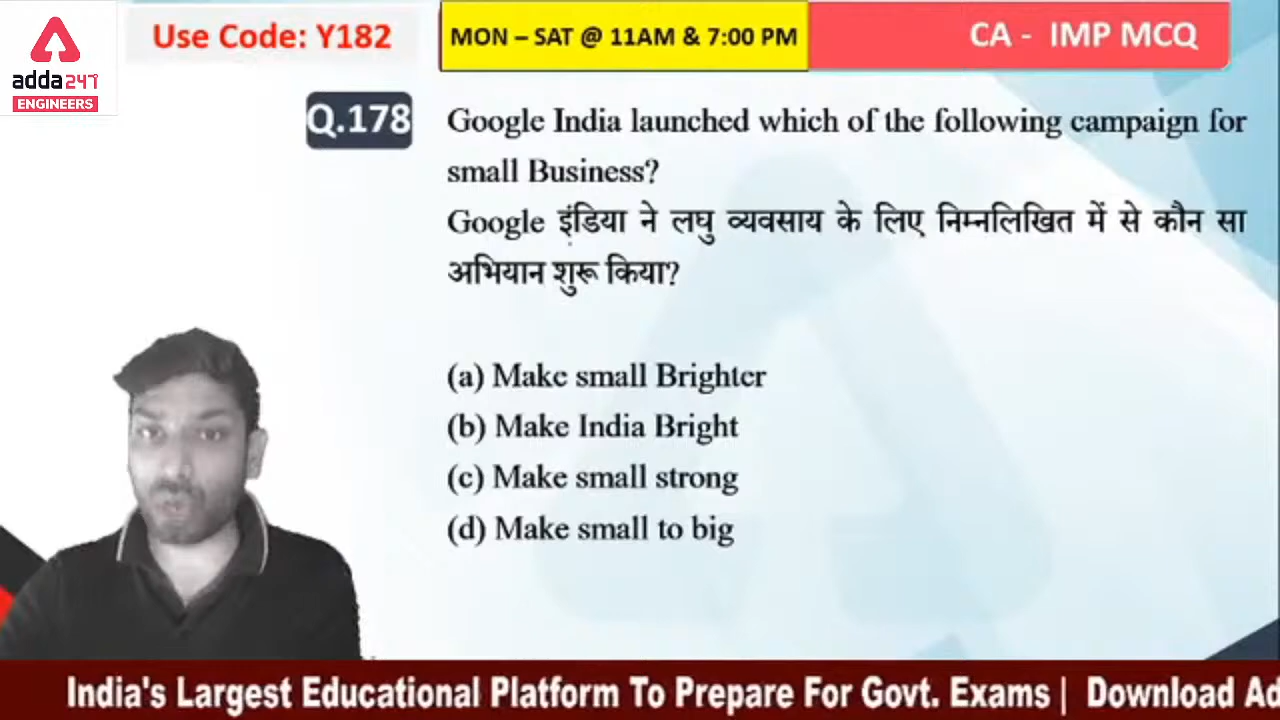 adda247
ENGINEERS
Use Code: Y182
MON – SAT @ 11AM & 7:00 PM
CA - IMP MCQ
Q.178
Google India launched which of the following campaign for
small Business?
Google इंडिया ने लघु व्यवसाय के लिए निम्नलिखित में से कौन सा
अभियान शुरू किया?
(a) Make small Brighter
(b) Make India Bright
(c) Make small strong
(d) Make small to big
India's Largest Educational Platform To Prepare For Govt. Exams | Download Ad